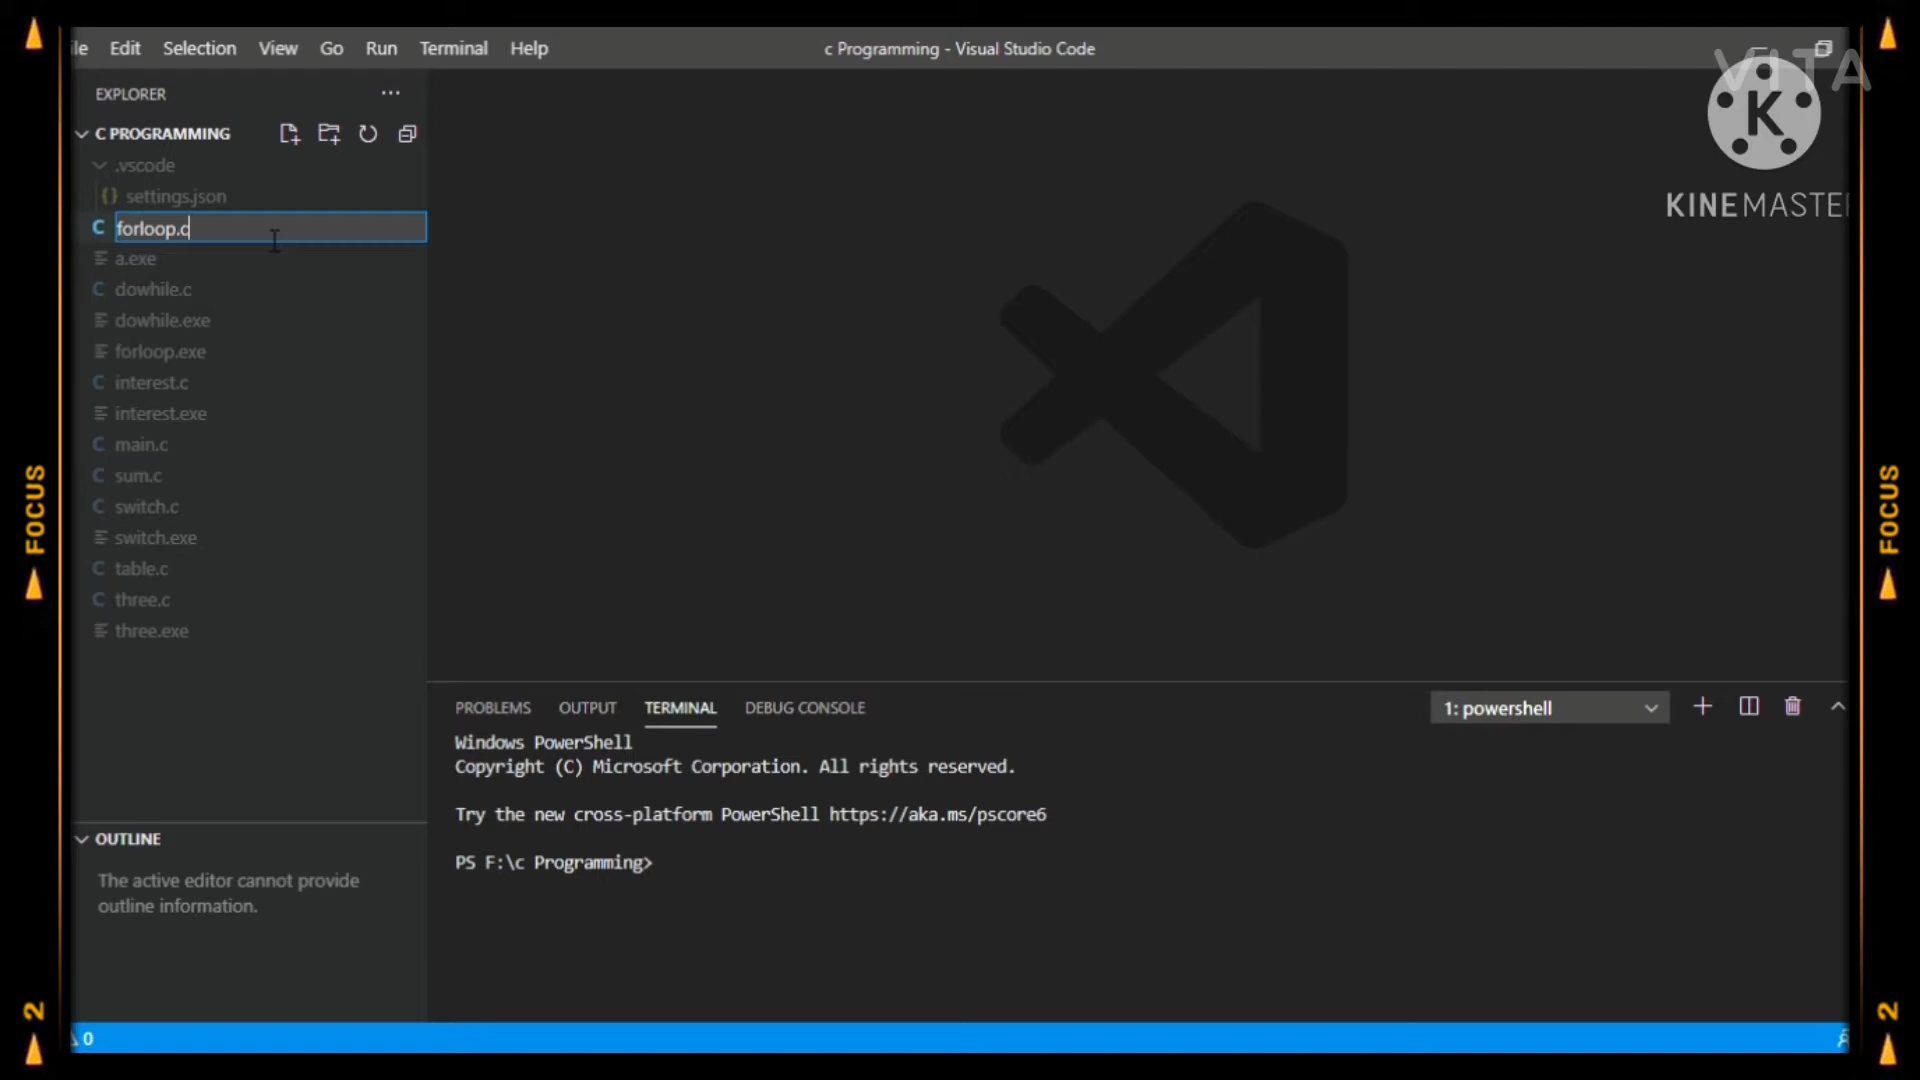 ile Edit Selection View Go Run Terminal Help
c Programming - Visual Studio Code
VITA
K
KINEMASTER
EXPLORER
C PROGRAMMING
.vscode
{} settings.json
C forloop.c
a.exe
C dowhile.c
dowhile.exe
forloop.exe
C interest.c
interest.exe
C main.c
C sum.c
C switch.c
switch.exe
C table.c
C three.c
three.exe
OUTLINE
The active editor cannot provide
outline information.
PROBLEMS OUTPUT TERMINAL DEBUG CONSOLE
1: powershell
Windows PowerShell
Copyright (C) Microsoft Corporation. All rights reserved.
Try the new cross-platform PowerShell https://aka.ms/pscore6
PS F:\c Programming>
0
FOCUS
2
FOCUS
2